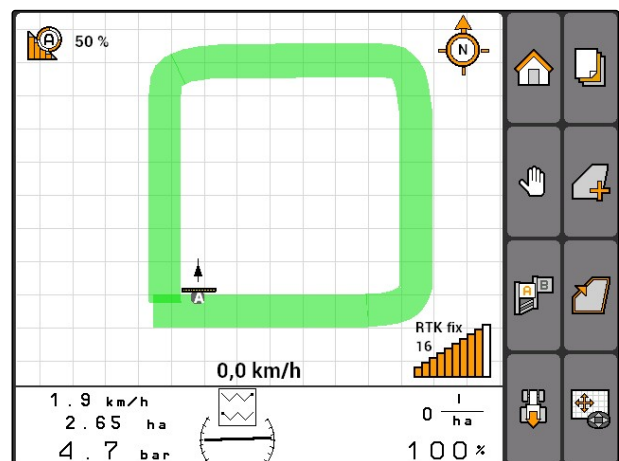 A
50 %
N
A
RTK fix
16
0,0 km/h
1.9 km/h
2.65 ha
4.7 bar
0 l
ha
100 %
A B